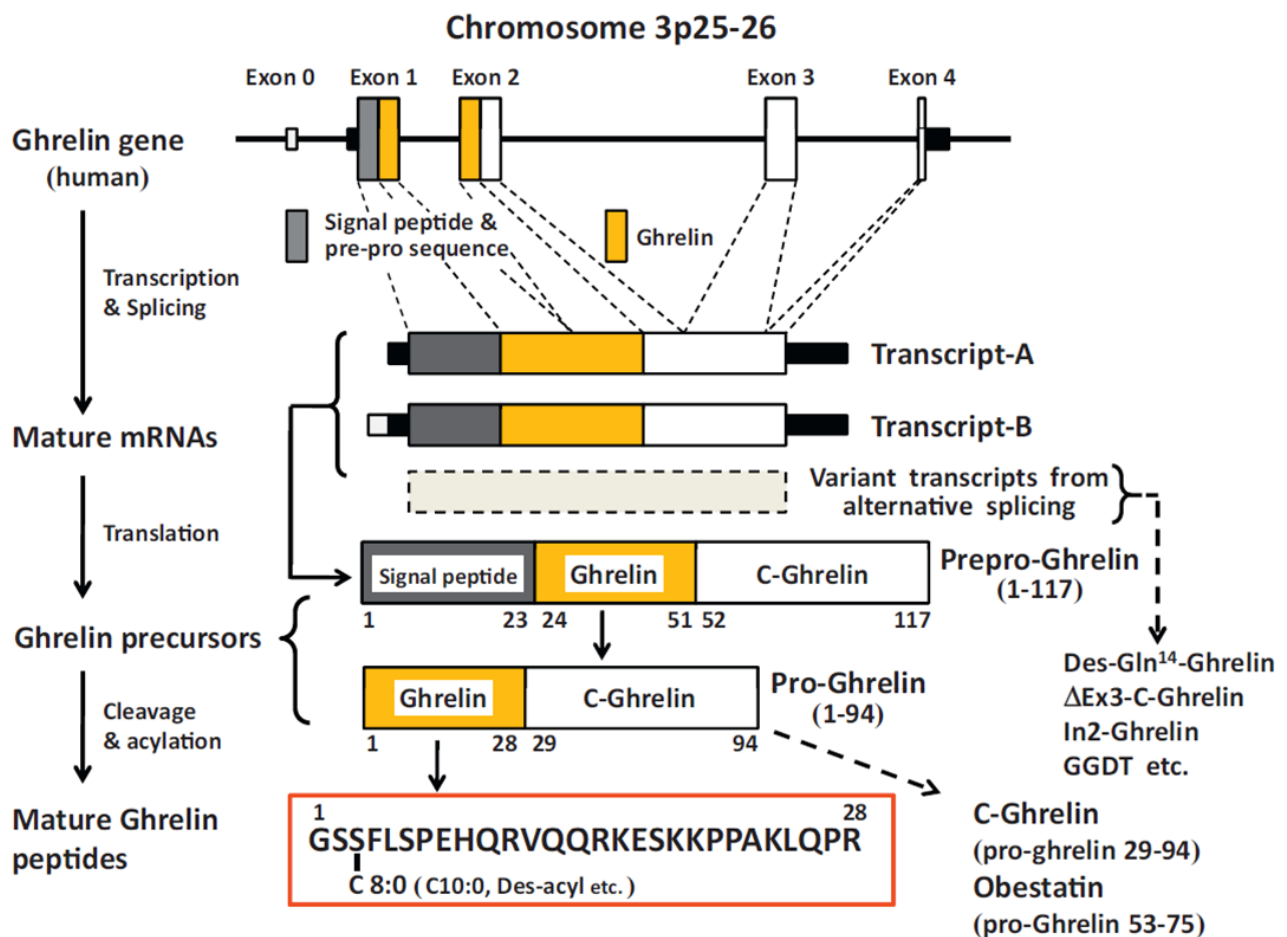 Chromosome 3p25-26
Exon 0 Exon 1 Exon 2 Exon 3 Exon 4
Ghrelin gene
(human)
Signal peptide &
pre-pro sequence
Ghrelin
Transcription
& Splicing
Transcript-A
Mature mRNAs
Transcript-B
Variant transcripts from
alternative splicing
Translation
Signal peptide Ghrelin C-Ghrelin
Prepro-Ghrelin
(1-117)
1 23 24 51 52 117
Ghrelin precursors
Des-Gln¹⁴-Ghrelin
ΔEx3-C-Ghrelin
In2-Ghrelin
GGDT etc.
Ghrelin C-Ghrelin
Pro-Ghrelin
(1-94)
1 28 29 94
Cleavage
& acylation
Mature Ghrelin
peptides
1 28
GSSFLSPEHQRVQQRKESKKPPAKLQPR
C 8:0 ( C10:0, Des-acyl etc. )
C-Ghrelin
(pro-ghrelin 29-94)
Obestatin
(pro-Ghrelin 53-75)